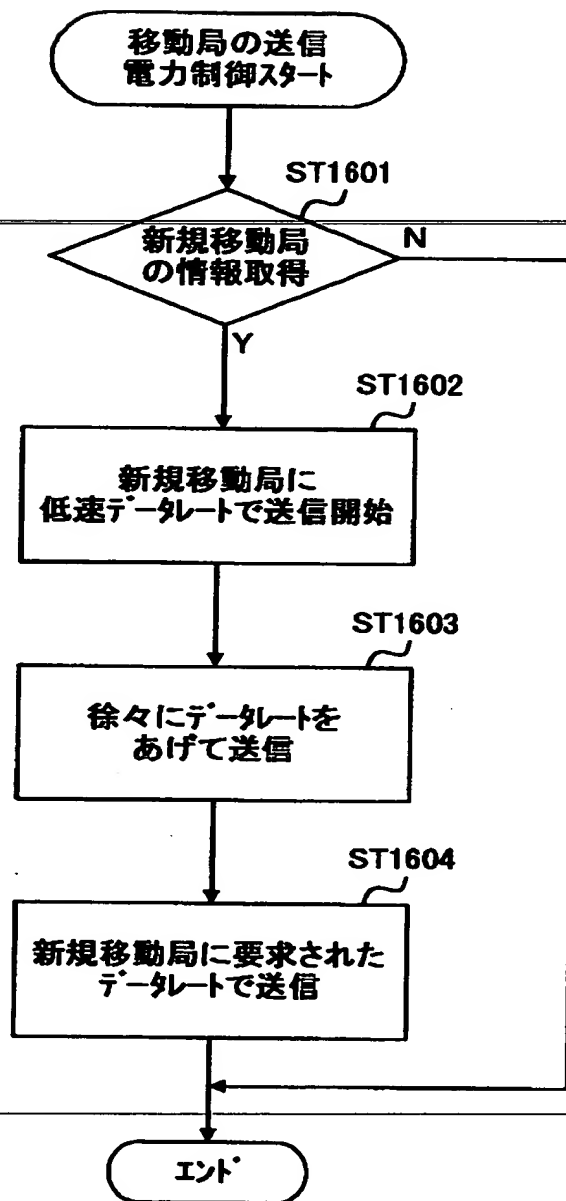 移動局の送信
電力制御スタート
ST1601
新規移動局
の情報取得
N
Y
ST1602
新規移動局に
低速データレートで送信開始
ST1603
徐々にデータレートを
あげて送信
ST1604
新規移動局に要求された
データレートで送信
エンド